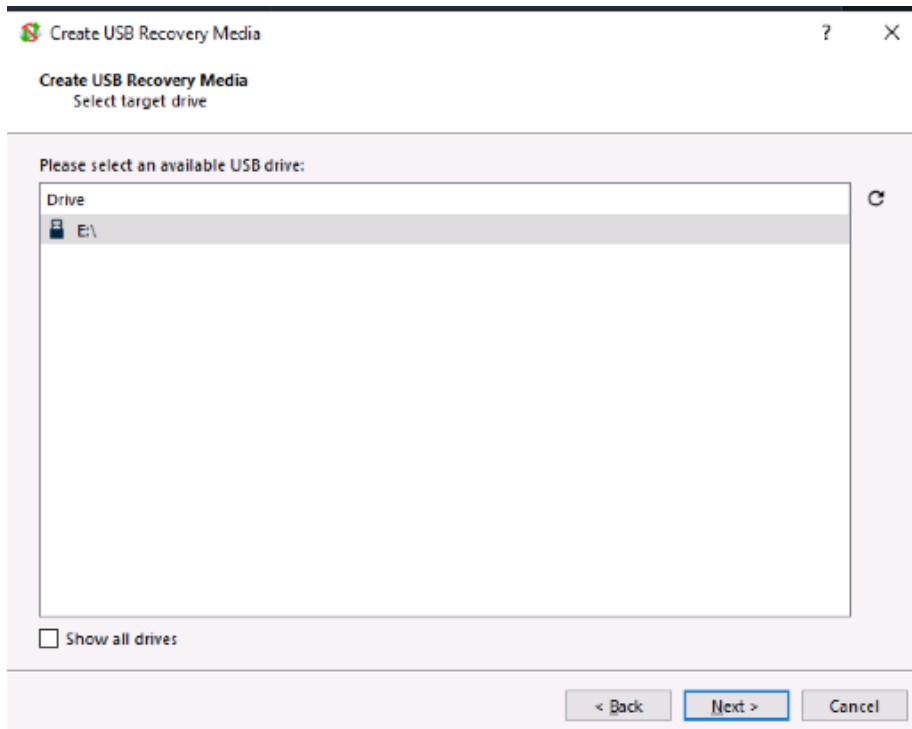 Create USB Recovery Media
?
Create USB Recovery Media
Select target drive
Please select an available USB drive:
Drive
E:\
Show all drives
< Back
Next >
Cancel